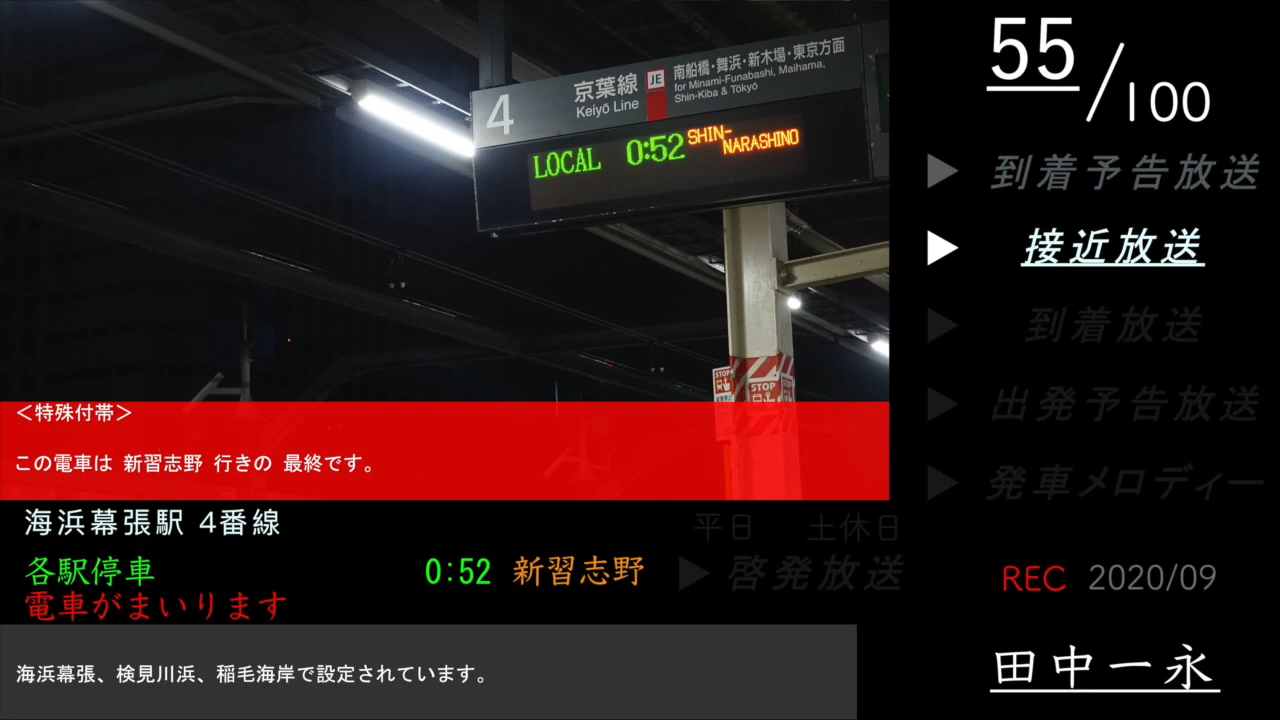 4
京葉線
Keiyō Line
JE
南船橋・舞浜・新木場・東京方面
for Minami-Funabashi, Maihama,
Shin-Kiba & Tōkyō
LOCAL 0:52 SHIN-
NARASHINO
STOP
STOP
55/100
到着予告放送
接近放送
到着放送
出発予告放送
発車メロディー
<特殊付帯>
この電車は 新習志野 行きの 最終です。
海浜幕張駅 4番線
平日 土休日
各駅停車 0:52 新習志野
啓発放送
電車がまいります
REC 2020/09
海浜幕張、検見川浜、稲毛海岸で設定されています。
田中一永